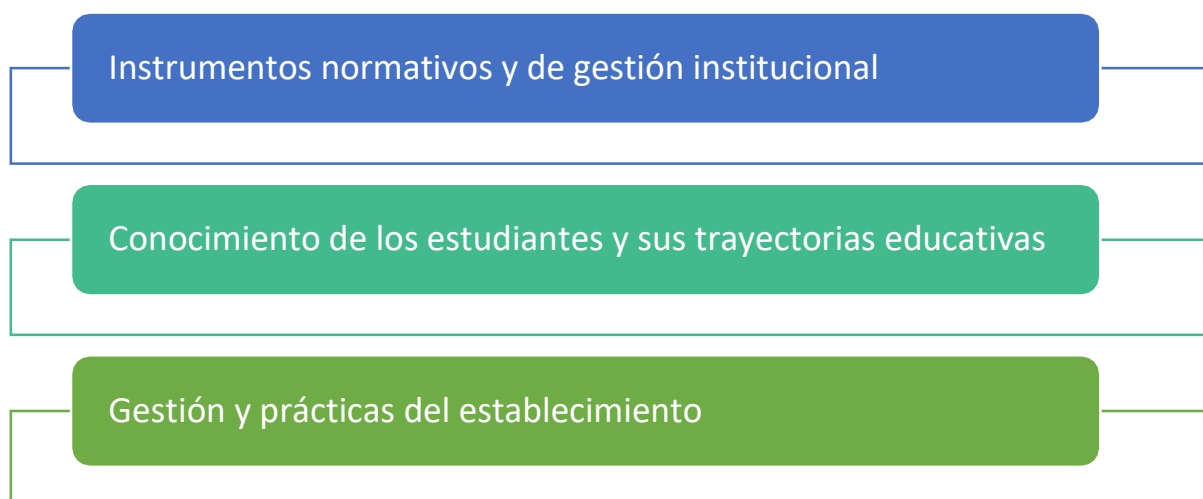 Instrumentos normativos y de gestión institucional
Conocimiento de los estudiantes y sus trayectorias educativas
Gestión y prácticas del establecimiento